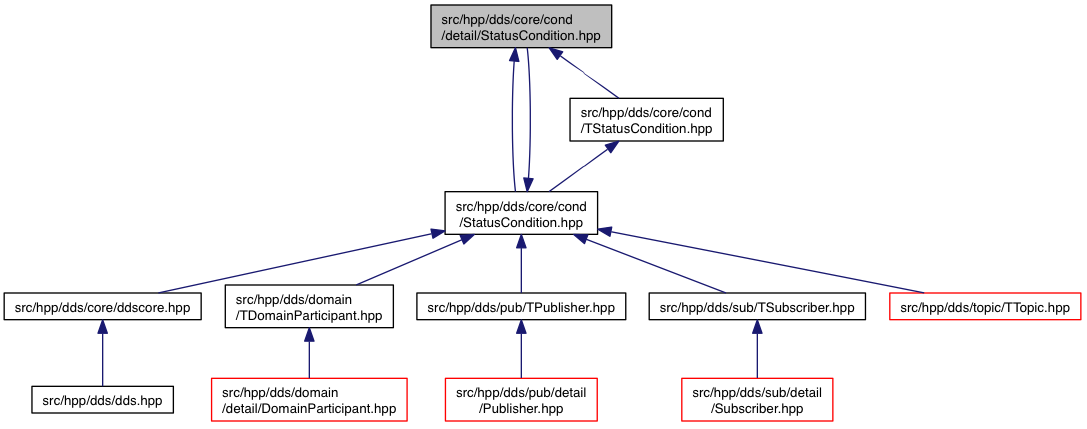 src/hpp/dds/core/cond
/detail/StatusCondition.hpp
src/hpp/dds/core/cond
/TStatusCondition.hpp
src/hpp/dds/core/cond
/StatusCondition.hpp
src/hpp/dds/core/ddscore.hpp
src/hpp/dds/domain
/TDomainParticipant.hpp
src/hpp/dds/pub/TPublisher.hpp
src/hpp/dds/sub/TSubscriber.hpp
src/hpp/dds/topic/TTopic.hpp
src/hpp/dds/dds.hpp
src/hpp/dds/domain
/detail/DomainParticipant.hpp
src/hpp/dds/pub/detail
/Publisher.hpp
src/hpp/dds/sub/detail
/Subscriber.hpp